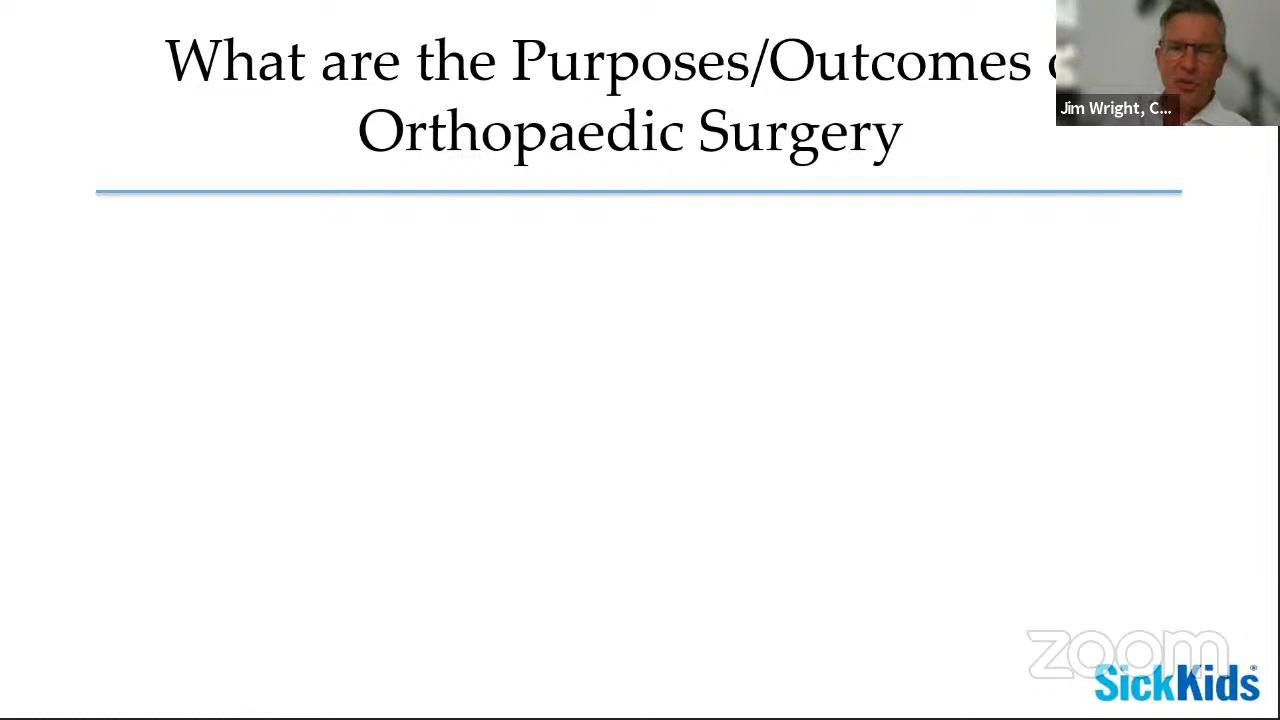 What are the Purposes/Outcomes
Orthopaedic Surgery
Jim Wright, C...
zoom
SickKids®